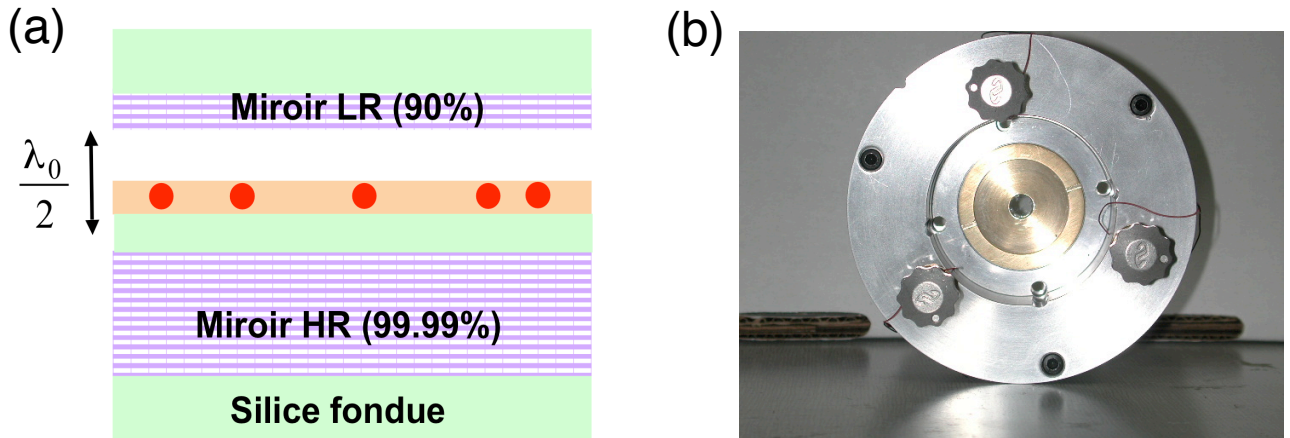 (a)
Miroir LR (90%)
λ₀
2
Miroir HR (99.99%)
Silice fondue
(b)